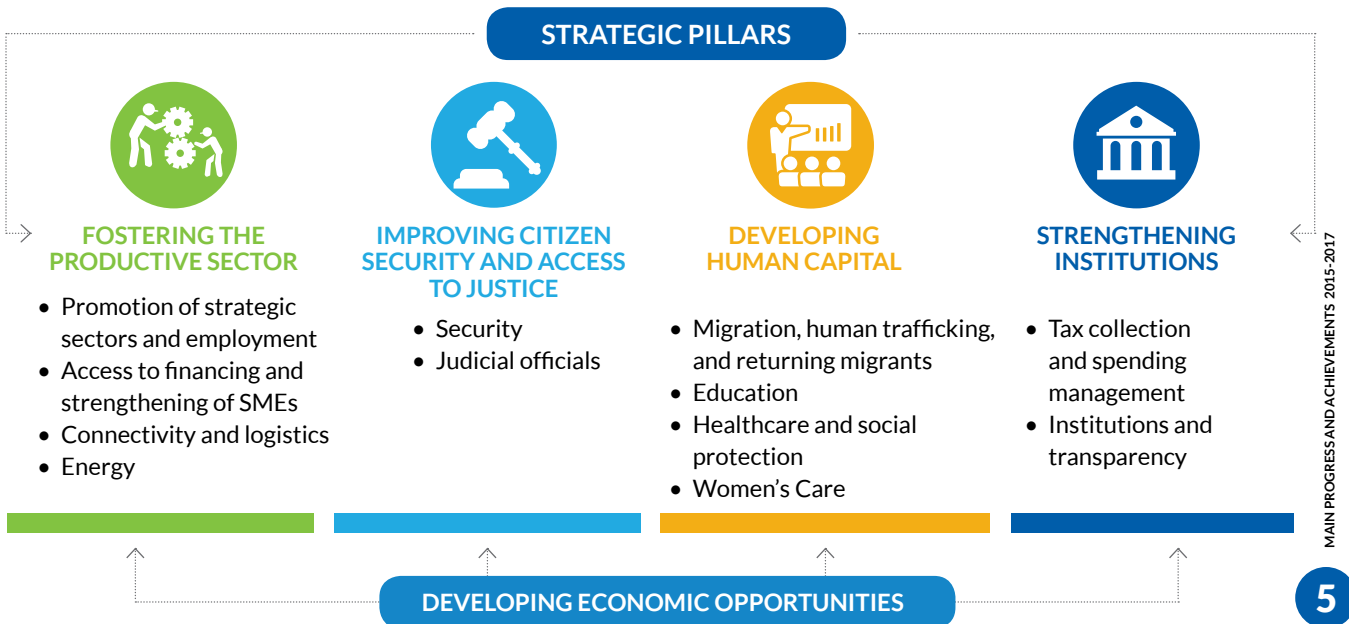 STRATEGIC PILLARS
FOSTERING THE
PRODUCTIVE SECTOR
• Promotion of strategic
sectors and employment
• Access to financing and
strengthening of SMEs
• Connectivity and logistics
• Energy
IMPROVING CITIZEN
SECURITY AND ACCESS
TO JUSTICE
• Security
• Judicial officials
DEVELOPING
HUMAN CAPITAL
• Migration, human trafficking,
and returning migrants
• Education
• Healthcare and social
protection
• Women’s Care
STRENGTHENING
INSTITUTIONS
• Tax collection
and spending
management
• Institutions and
transparency
DEVELOPING ECONOMIC OPPORTUNITIES
MAIN PROGRESS AND ACHIEVEMENTS 2015-2017
5